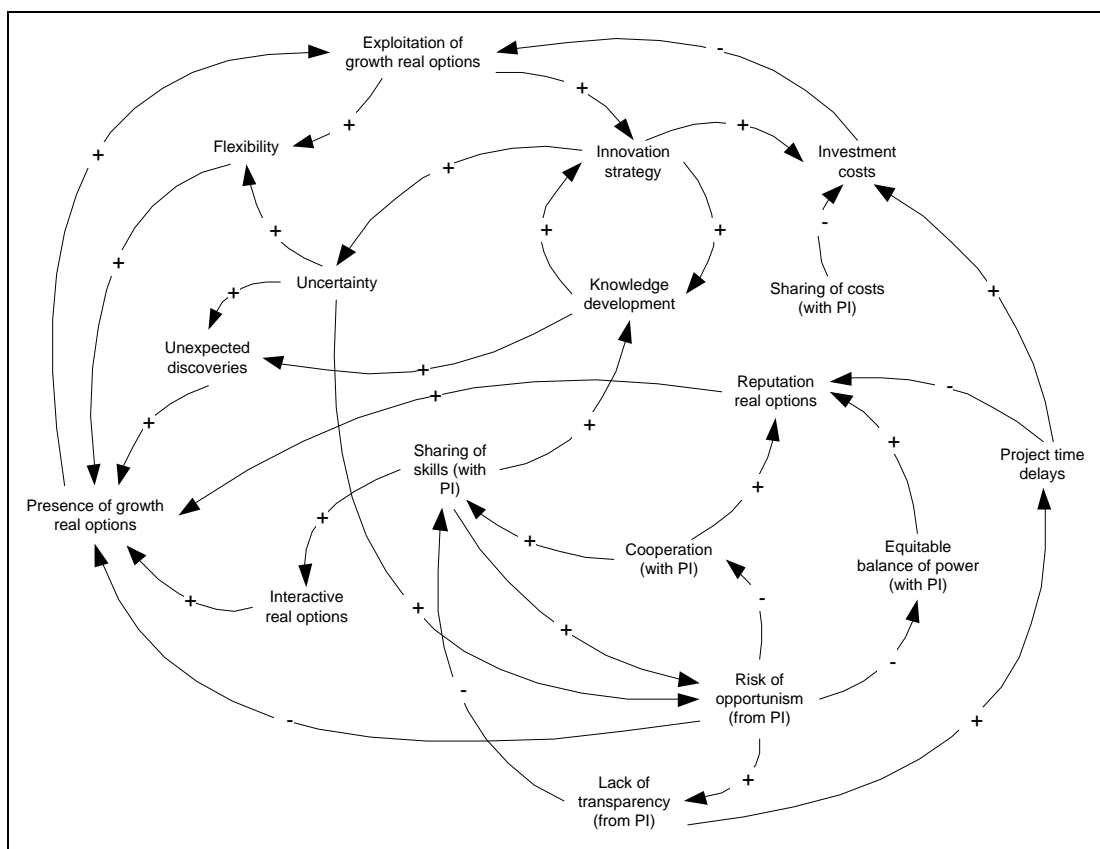 Exploitation of
growth real options
-
+
+
+
+
Flexibility
Innovation
strategy
Investment
costs
+
+
-
+
+
+
Uncertainty
Knowledge
development
Sharing of costs
(with PI)
+
+
+
Unexpected
discoveries
+
Reputation
real options
-
+
+
+
+
Sharing of
skills (with
PI)
Project time
delays
+
Presence of growth
real options
+
+
Cooperation
(with PI)
Equitable
balance of power
(with PI)
Interactive
real options
+
+
-
+
-
-
Risk of
opportunism
(from PI)
-
+
+
Lack of
transparency
(from PI)